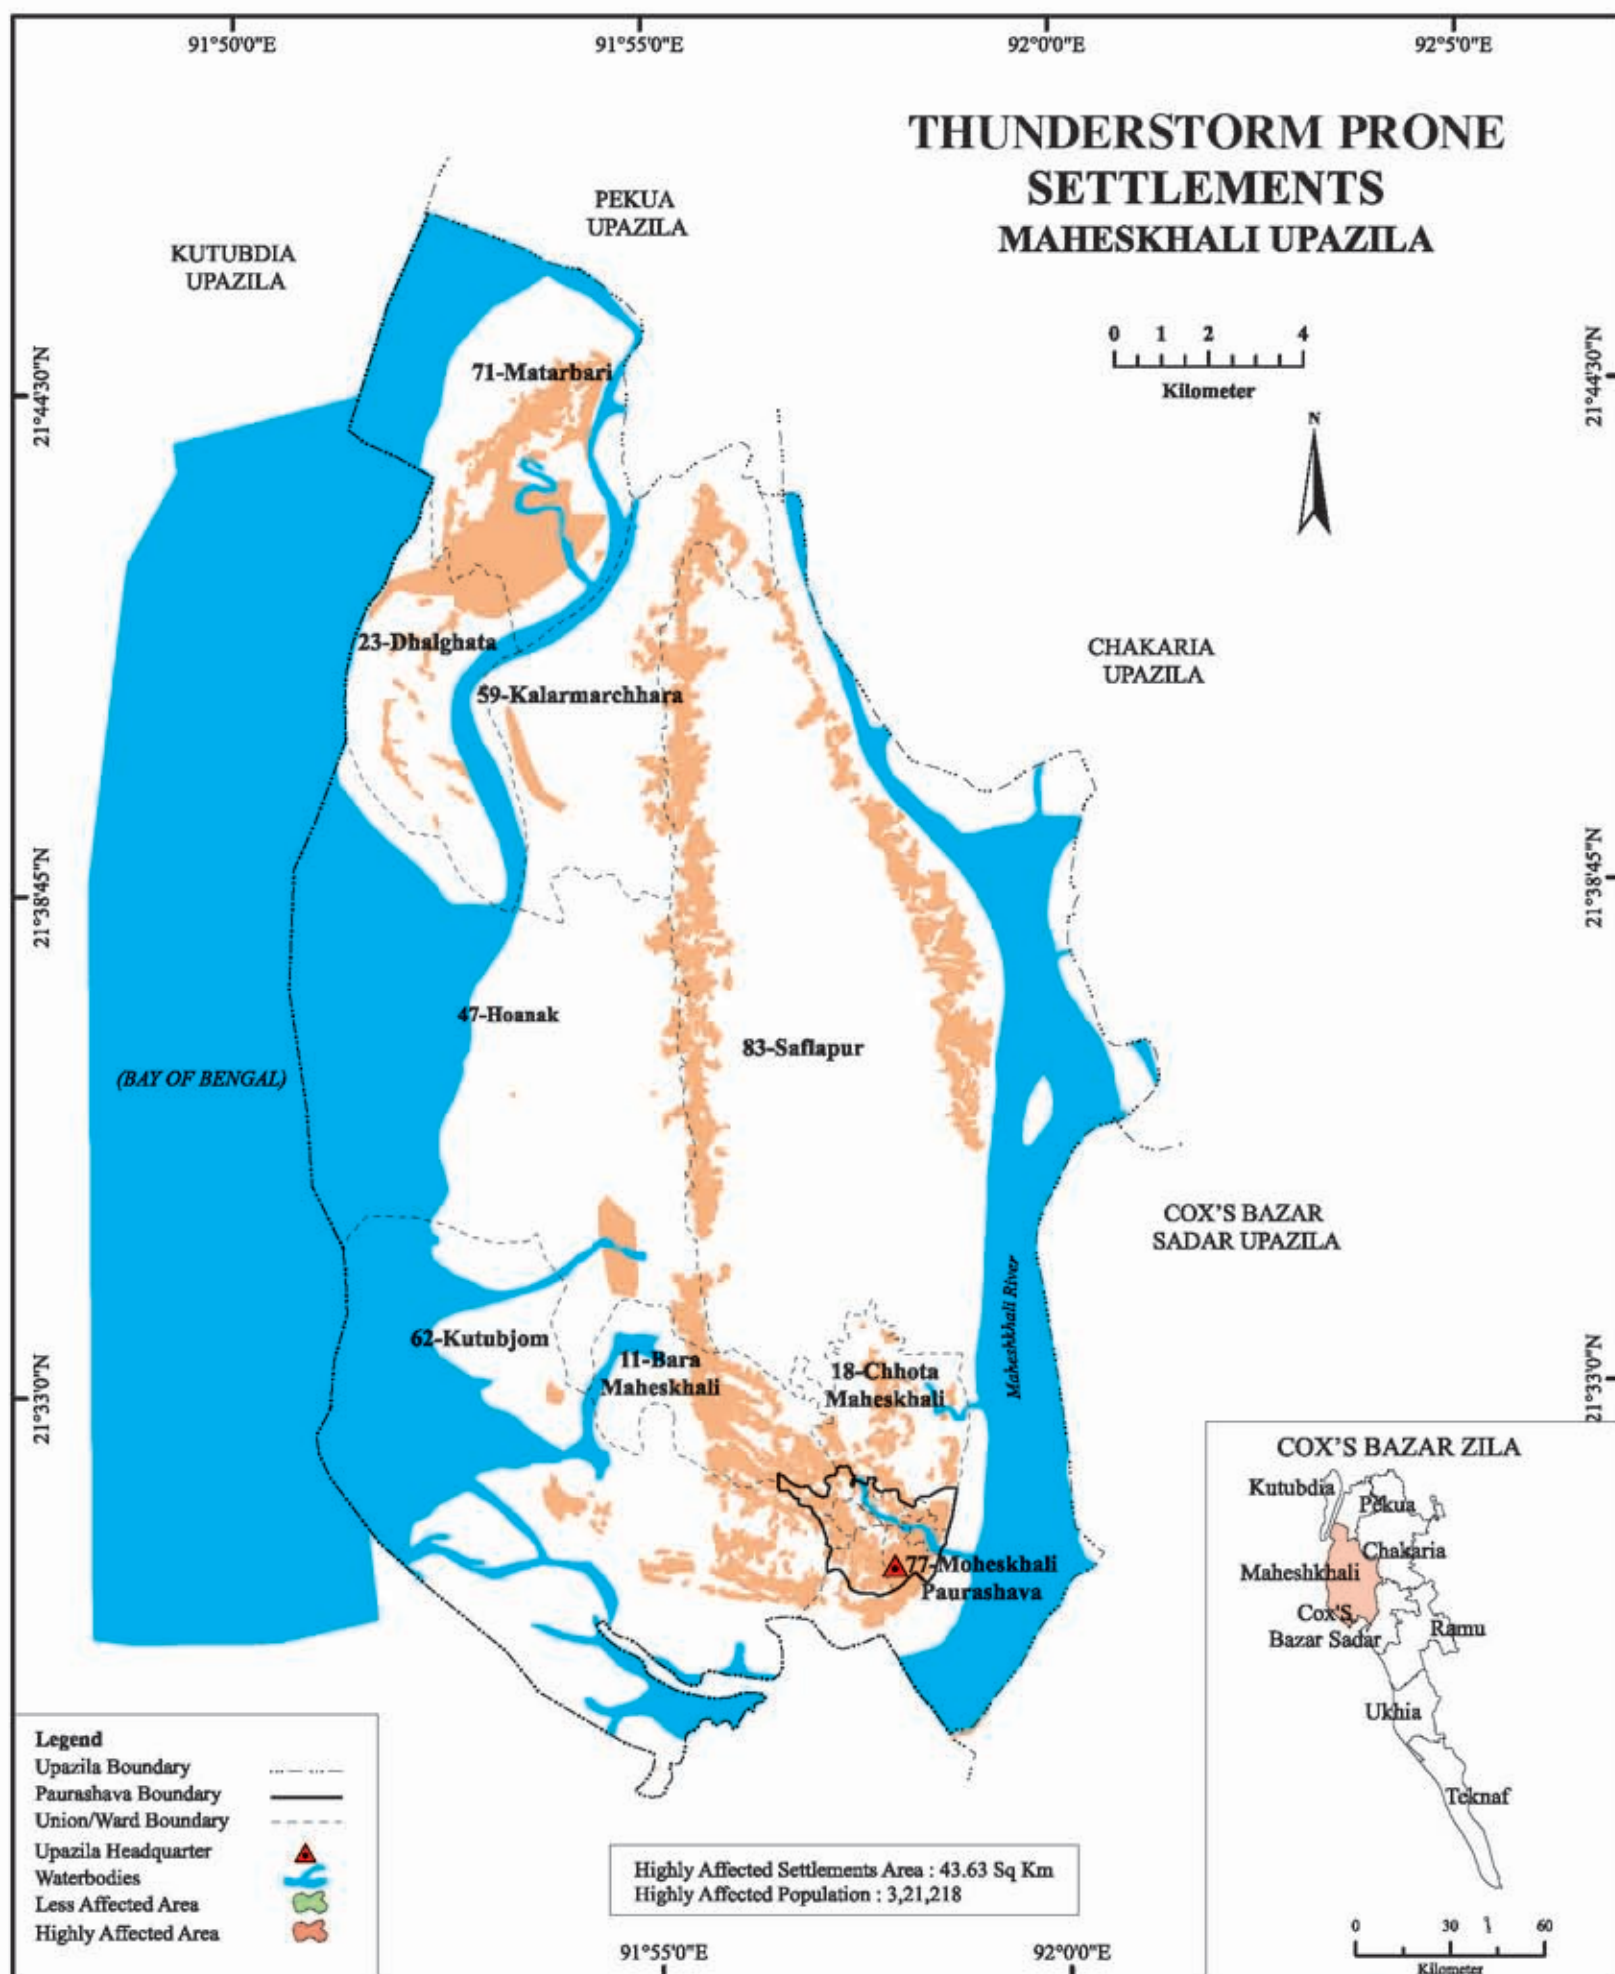 91°50'0"E
91°55'0"E
92°0'0"E
92°5'0"E
THUNDERSTORM PRONE
SETTLEMENTS
MAHESKHALI UPAZILA
PEKUA
UPAZILA
KUTUBDIA
UPAZILA
0 1 2 4
Kilometer
N
21°44'30"N
21°44'30"N
71-Matarbari
23-Dhalghata
59-Kalarmarchhara
CHAKARIA
UPAZILA
21°38'45"N
21°38'45"N
47-Hoanak
83-Saflapur
(BAY OF BENGAL)
COX'S BAZAR
SADAR UPAZILA
Maheshkhali River
62-Kutubjom
11-Bara
Maheskhali
18-Chhota
Maheskhali
21°33'0"N
21°33'0"N
77-Moheskhali
Paurashava
COX'S BAZAR ZILA
Kutubdia
Pekua
Chakaria
Maheshkhali
Cox'S
Bazar Sadar
Ramu
Ukhia
Teknaf
0 30 60
Kilometer
Legend
Upazila Boundary
Paurashava Boundary
Union/Ward Boundary
Upazila Headquarter
Waterbodies
Less Affected Area
Highly Affected Area
Highly Affected Settlements Area : 43.63 Sq Km
Highly Affected Population : 3,21,218
91°55'0"E
92°0'0"E